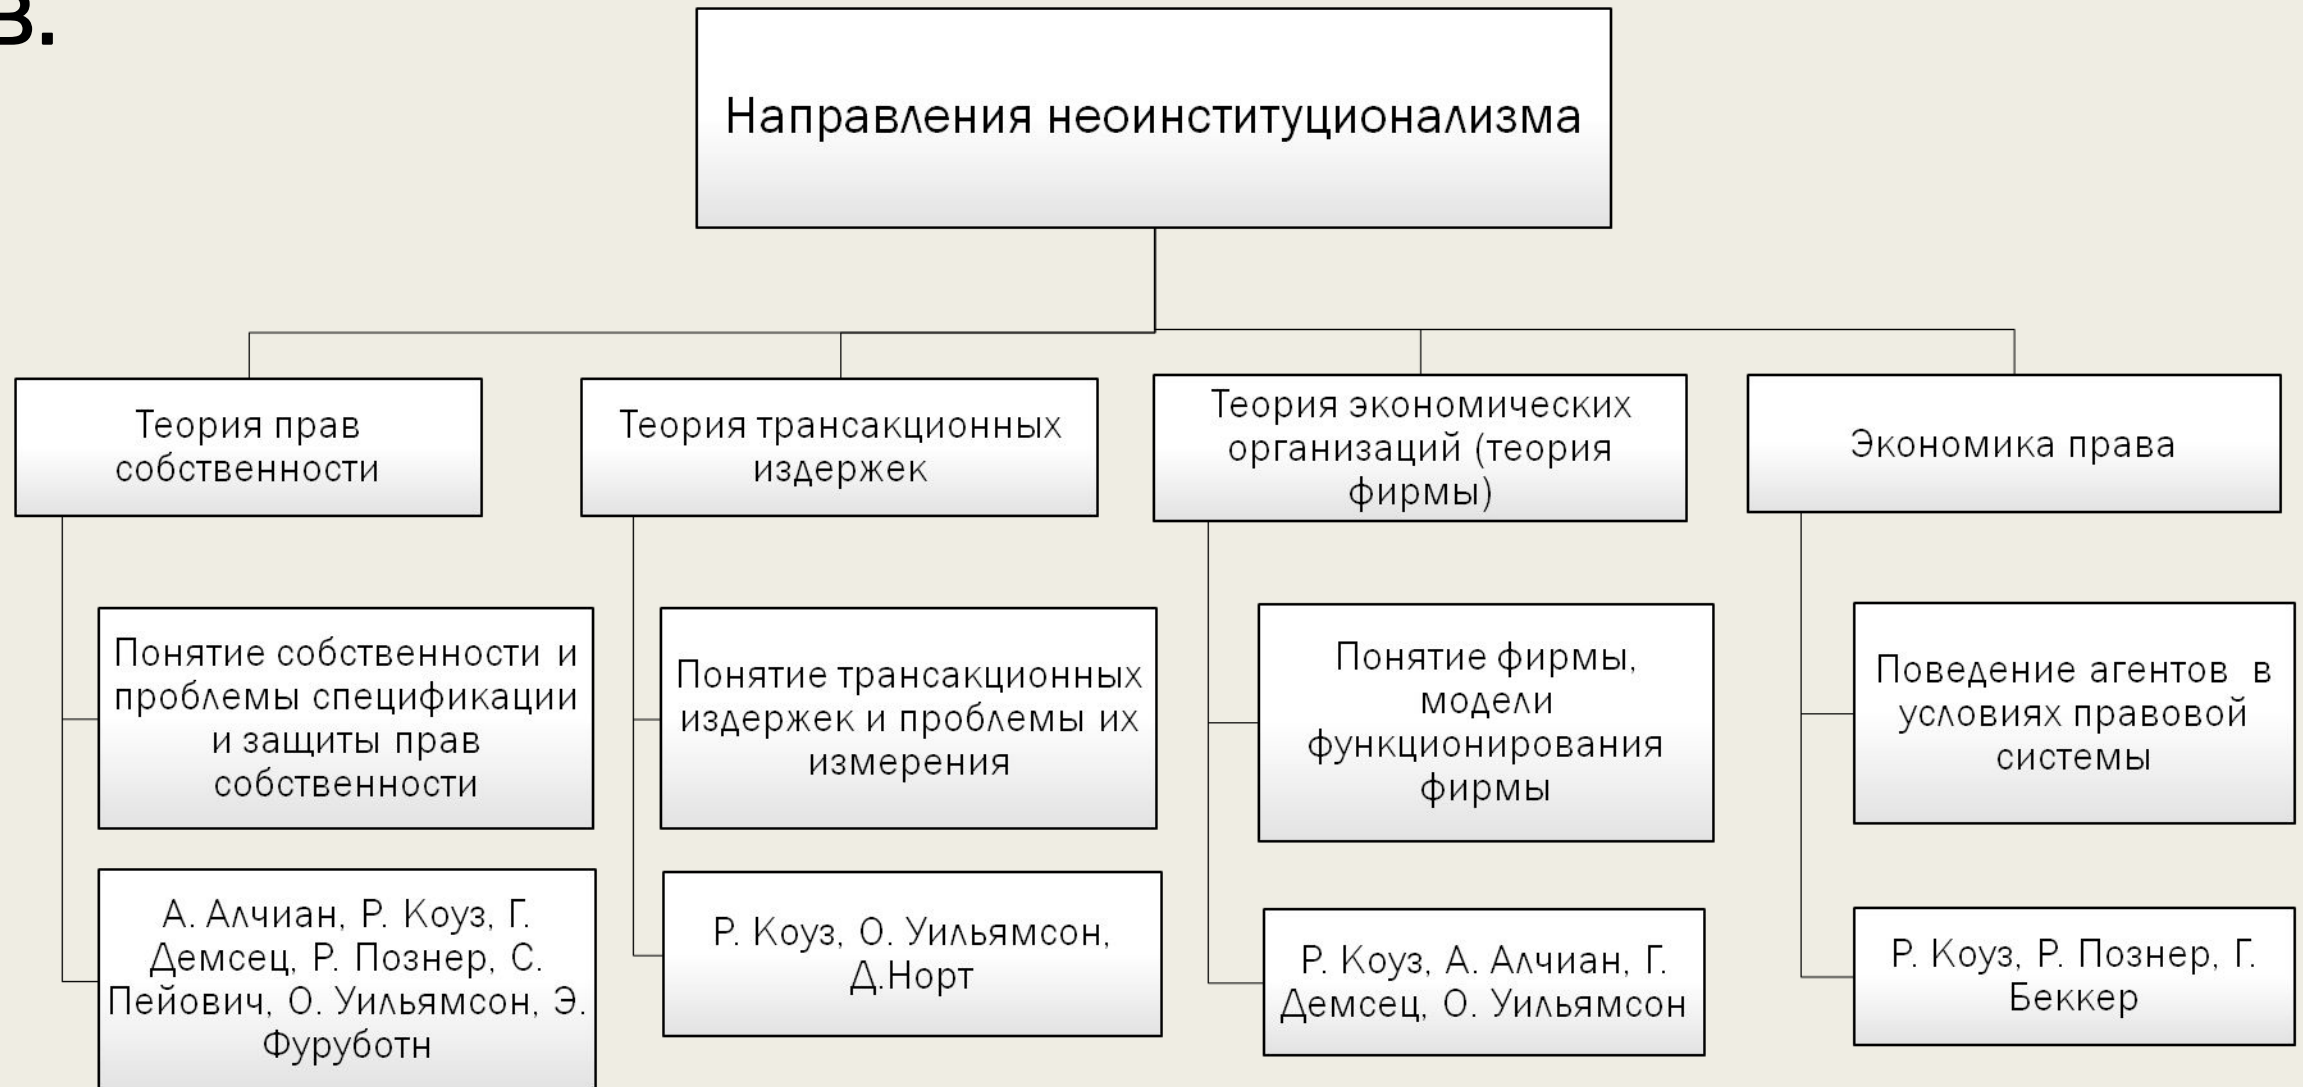 в.
Направления неоинституционализма
Теория прав
собственности
Теория трансакционных
издержек
Теория экономических
организаций (теория
фирмы)
Экономика права
Понятие собственности и
проблемы спецификации
и защиты прав
собственности
Понятие трансакционных
издержек и проблемы их
измерения
Понятие фирмы,
модели
функционирования
фирмы
Поведение агентов в
условиях правовой
системы
А. Алчиан, Р. Коуз, Г.
Демсец, Р. Познер, С.
Пейович, О. Уильямсон, Э.
Фуруботн
Р. Коуз, О. Уильямсон,
Д.Норт
Р. Коуз, А. Алчиан, Г.
Демсец, О. Уильямсон
Р. Коуз, Р. Познер, Г.
Беккер